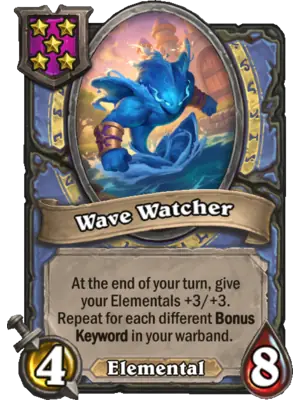 Wave Watcher
At the end of your turn, give
your Elementals +3/+3.
Repeat for each different Bonus
Keyword in your warband.
4
Elemental
8